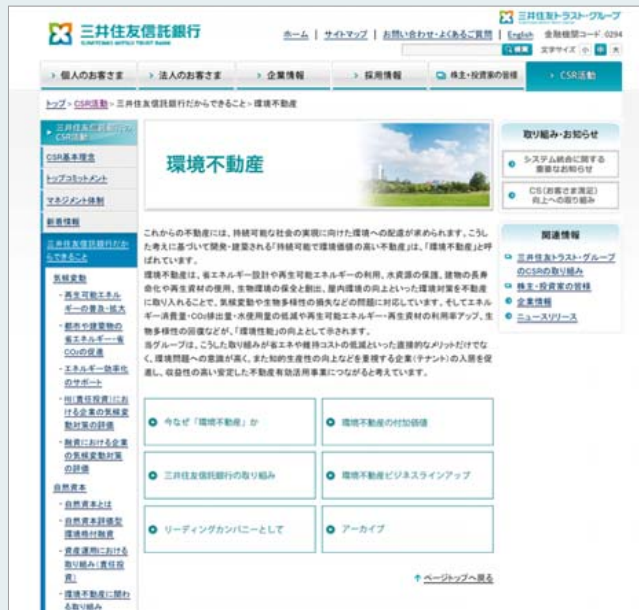 三井住友トラスト・グループ
三井住友信託銀行
SUMITOMO MITSUI TRUST BANK
ホーム | サイトマップ | お問い合わせ・よくあるご質問 | English 金融機関コード:0294
検索 文字サイズ 小 中 大
個人のお客さま
法人のお客さま
企業情報
採用情報
株主・投資家の皆様
CSR活動
トップ > CSR活動 > 三井住友信託銀行だからできること > 環境不動産
三井住友信託銀行の
CSR活動
CSR基本理念
トップコミットメント
マネジメント体制
新着情報
三井住友信託銀行だか
らできること
気候変動
・再生可能エネル
ギーの普及・拡大
・都市や建築物の
省エネルギー・省
CO2の促進
・エネルギー効率化
のサポート
・RI(責任投資)にお
ける企業の気候変
動対策の評価
・融資における企業
の気候変動対策
の評価
自然資本
・自然資本とは
・自然資本評価型
環境格付融資
・資産運用における
取り組み(責任投
資)
・環境不動産に関わ
る取り組み
環境不動産
これからの不動産には、持続可能な社会の実現に向けた環境への配慮が求められます。こうし
た考えに基づいて開発・建築される「持続可能で環境価値の高い不動産」は、「環境不動産」と呼
ばれています。
環境不動産は、省エネルギー設計や再生可能エネルギーの利用、水資源の保護、建物の長寿
命化や再生資材の使用、生物環境の保全と創出、屋内環境の向上といった環境対策を不動産
に取り入れることで、気候変動や生物多様性の損失などの問題に対応しています。そしてエネル
ギー消費量・CO2排出量・水使用量の低減や再生可能エネルギー・再生資材の利用率アップ、生
物多様性の回復などが、「環境性能」の向上として示されます。
当グループは、こうした取り組みが省エネや維持コストの低減といった直接的なメリットだけでな
く、環境問題への意識が高く、また知的生産性の向上などを重視する企業(テナント)の入居を促
進し、収益性の高い安定した不動産有効活用事業につながると考えています。
今なぜ「環境不動産」か
環境不動産の付加価値
三井住友信託銀行の取り組み
環境不動産ビジネスラインアップ
リーディングカンパニーとして
アーカイブ
ページトップへ戻る
取り組み・お知らせ
システム統合に関する
重要なお知らせ
CS(お客さま満足)
向上への取り組み
関連情報
三井住友トラスト・グループ
のCSRの取り組み
株主・投資家の皆様
企業情報
ニュースリリース